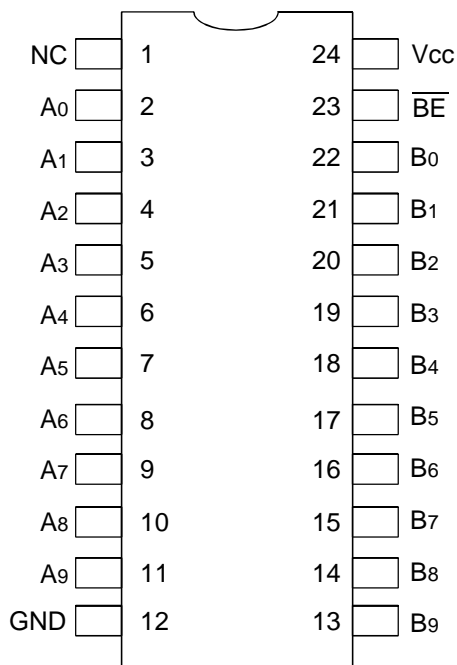 NC 1 24 Vcc
A0 2 23 BE
A1 3 22 B0
A2 4 21 B1
A3 5 20 B2
A4 6 19 B3
A5 7 18 B4
A6 8 17 B5
A7 9 16 B6
A8 10 15 B7
A9 11 14 B8
GND 12 13 B9